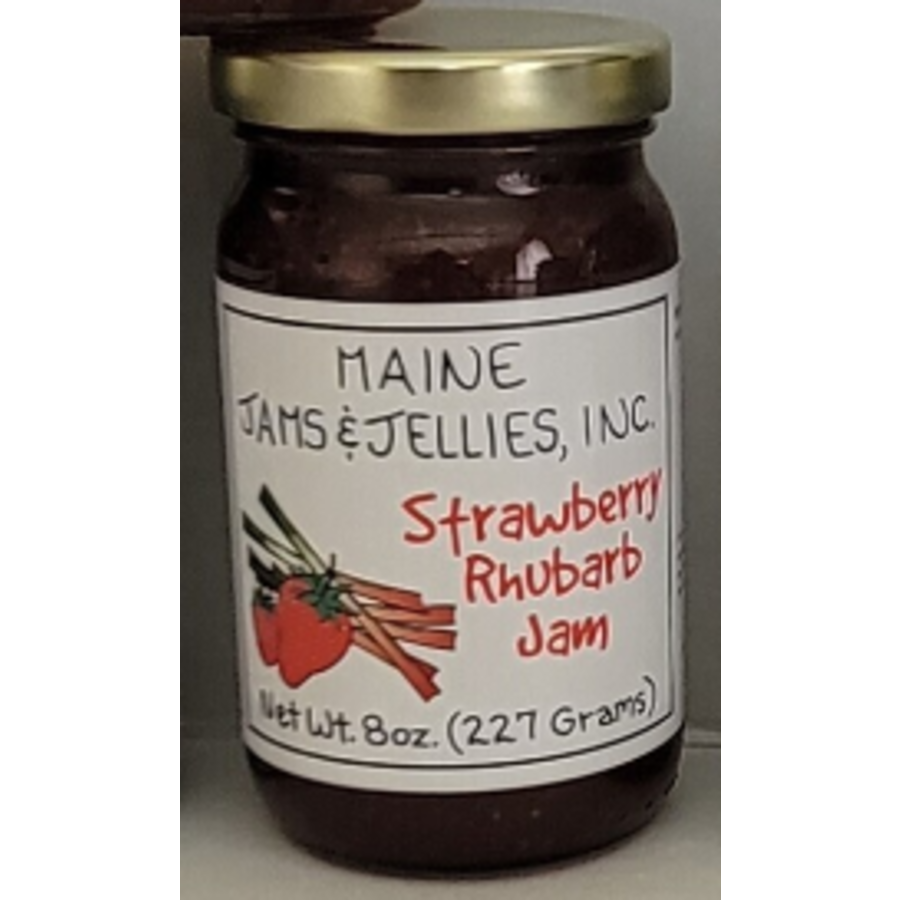 MAINE
JAMS & JELLIES, INC.
Strawberry
Rhubarb
Jam
Net Wt. 8oz. (227 Grams)